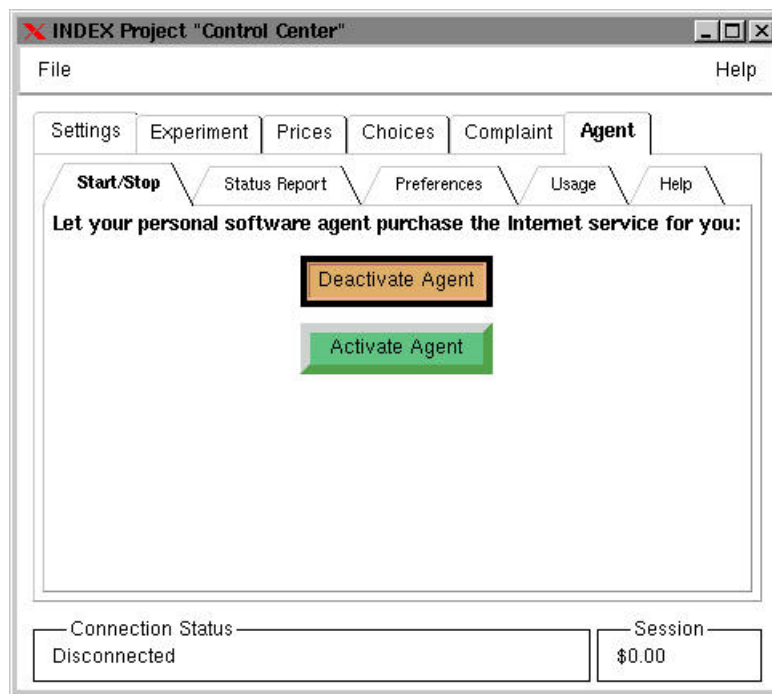 INDEX Project "Control Center"
File Help
Settings Experiment Prices Choices Complaint Agent
Start/Stop Status Report Preferences Usage Help
Let your personal software agent purchase the Internet service for you:
Deactivate Agent
Activate Agent
Connection Status Session
Disconnected $0.00